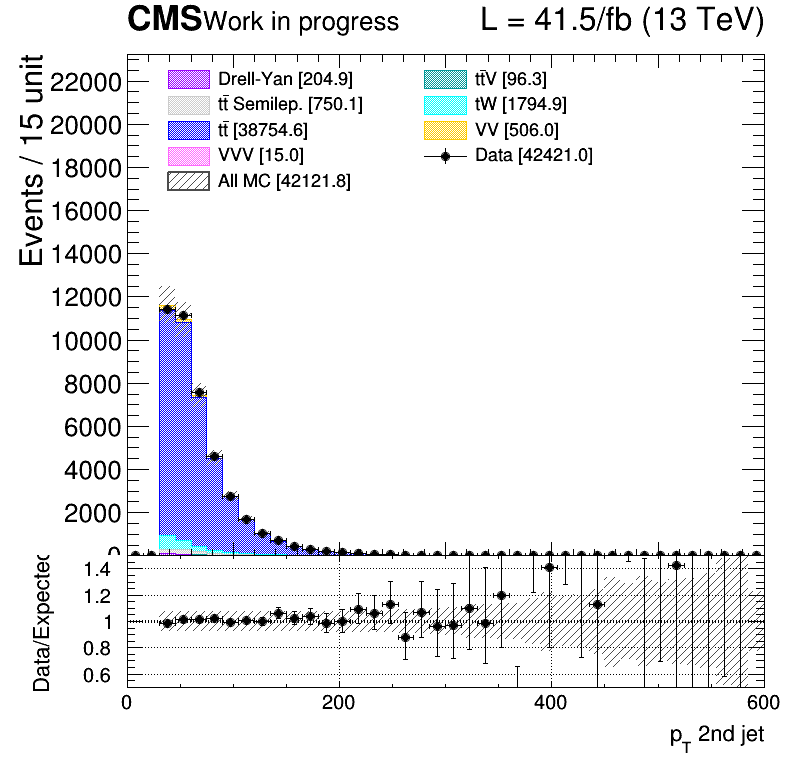 CMS Work in progress L = 41.5/fb (13 TeV)
Events / 15 unit
22000
20000
18000
16000
14000
12000
10000
8000
6000
4000
2000
0
Drell-Yan [204.9]
tt̄ Semilep. [750.1]
tt̄ [38754.6]
VVV [15.0]
All MC [42121.8]
tt̄V [96.3]
tW [1794.9]
VV [506.0]
Data [42421.0]
Data/Expected
1.4
1.2
1
0.8
0.6
0 200 400 600
p_T 2nd jet